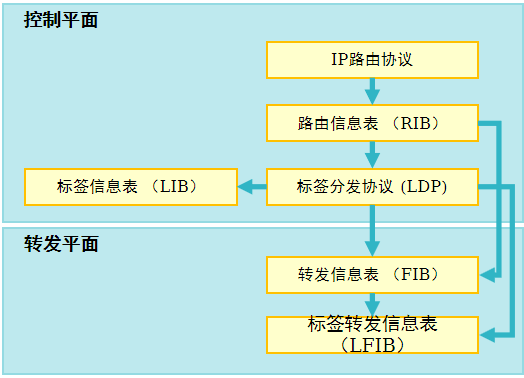 控制平面
IP路由协议
路由信息表 （RIB）
标签信息表 （LIB）
标签分发协议 (LDP)
转发平面
转发信息表 （FIB）
标签转发信息表
（LFIB）